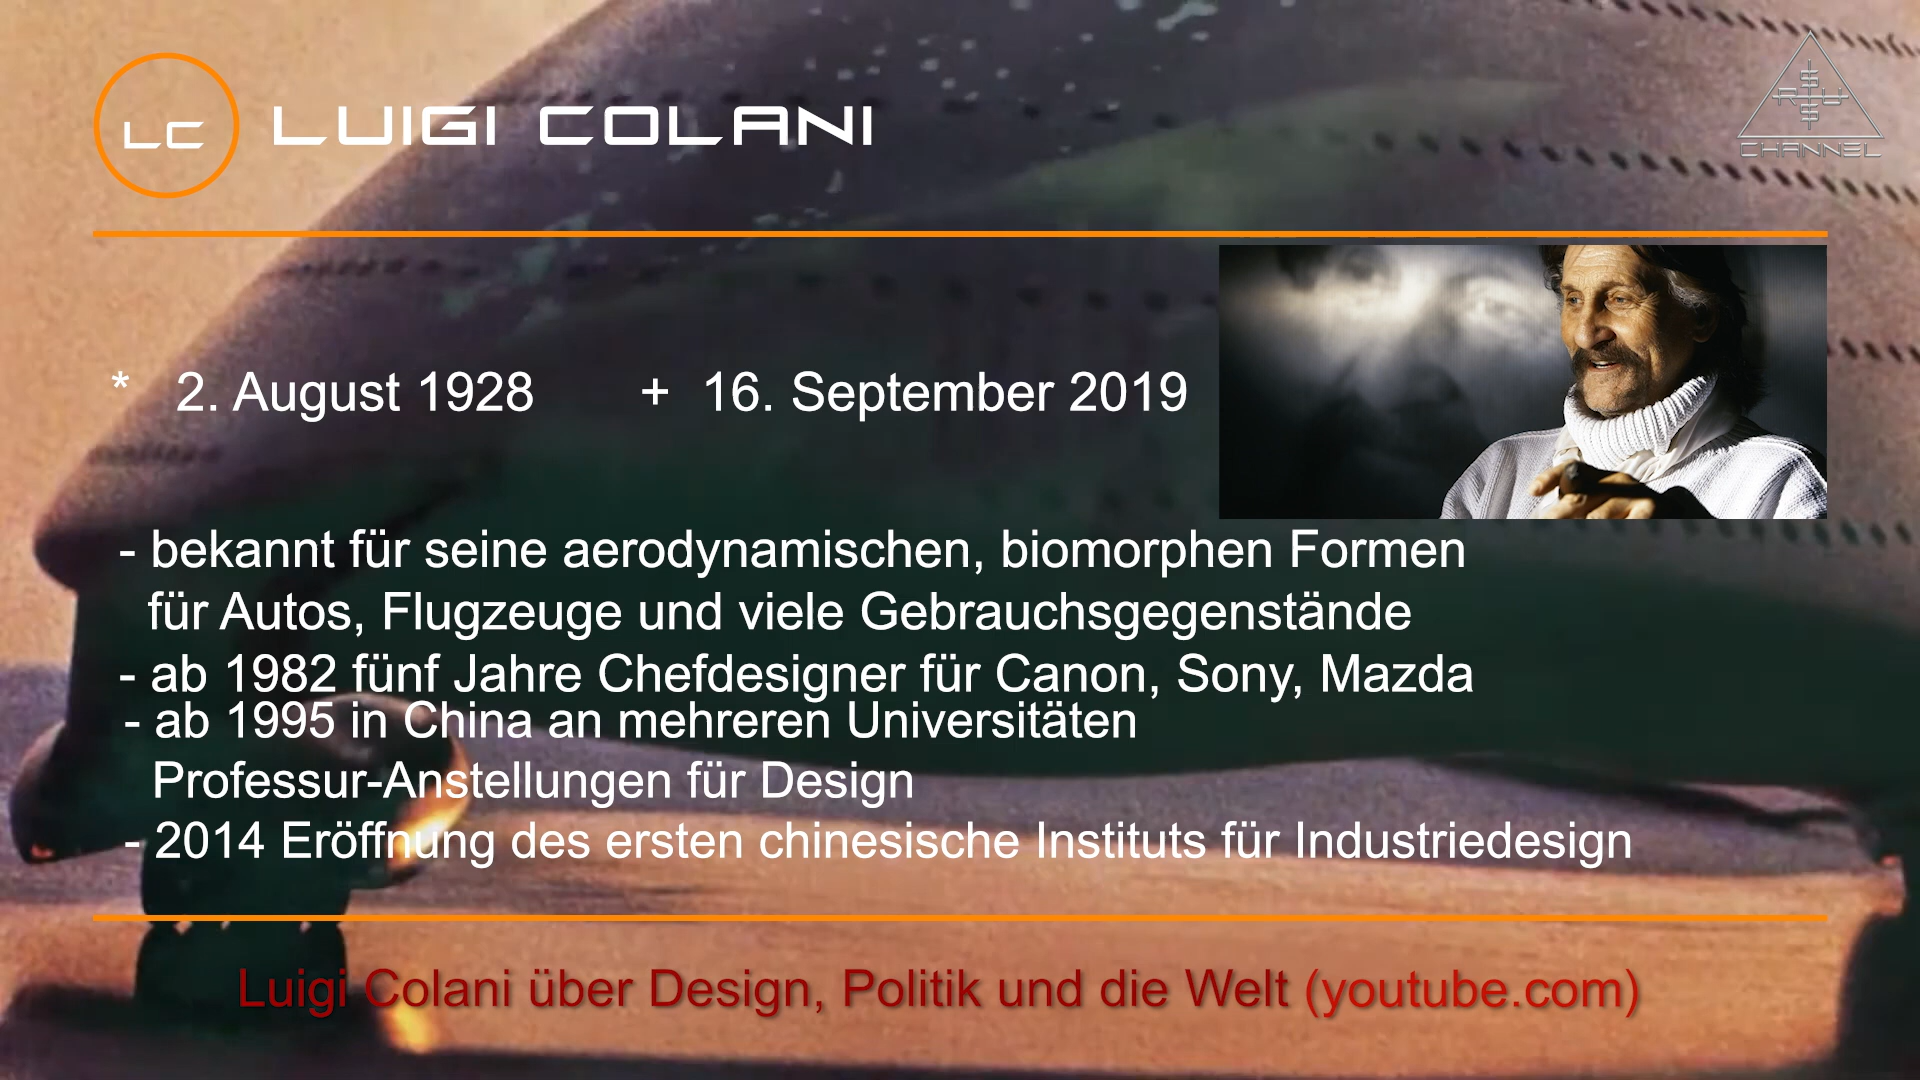 LC
LUIGI COLANI
CHANNEL
* 2. August 1928 + 16. September 2019
- bekannt für seine aerodynamischen, biomorphen Formen
für Autos, Flugzeuge und viele Gebrauchsgegenstände
- ab 1982 fünf Jahre Chefdesigner für Canon, Sony, Mazda
- ab 1995 in China an mehreren Universitäten
Professur-Anstellungen für Design
- 2014 Eröffnung des ersten chinesische Instituts für Industriedesign
Luigi Colani über Design, Politik und die Welt (youtube.com)